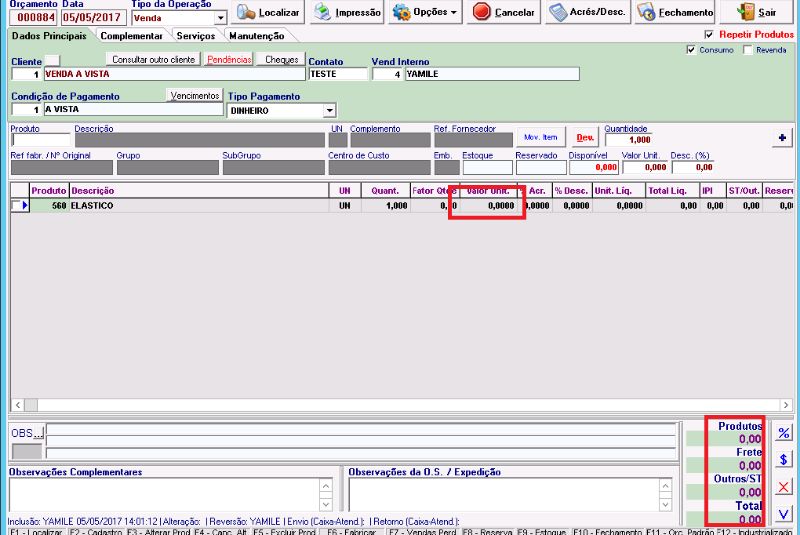 Orçamento Data Tipo da Operação
000884 05/05/2017 Venda
Localizar Impressão Opções Cancelar Acrés/Desc. Fechamento Sair
Dados Principais Complementar Serviços Manutenção
Repetir Produtos
Consumo Revenda
Cliente Consultar outro cliente Pendências Cheques Contato Vend Interno
1 VENDA A VISTA TESTE 4 YAMILE
Condição de Pagamento Vencimentos Tipo Pagamento
1 A VISTA DINHEIRO
Produto Descrição UN Complemento Ref. Fornecedor Mov. Item Dev. Quantidade
1,000 +
Ref fabr. / Nº Original Grupo SubGrupo Centro de Custo Emb. Estoque Reservado Disponível Valor Unit. Desc. (%)
0,000 0,000 0,00
Produto Descrição UN Quant. Fator Qtde Valor Unit. % Acr. % Desc. Unit. Líq. Total Liq. IPI ST/Out. Reserv
560 ELASTICO UN 1,000 0,00 0,0000 0,0000 0,0000 0,0000 0,00 0,00 0,00 0,0
OBS...
Produtos
0,00
Frete
0,00
Outros/ST
0,00
Total
0,00
%
$
X
V
Observações Complementares Observações da O.S. / Expedição
Inclusão: YAMILE 05/05/2017 14:01:12 | Alteração: | Reversão: YAMILE | Envio (Caixa-Atend.): | Retorno (Caixa-Atend.):
F1 - Localizar F2 - Cadastro F3 - Alterar Prod F4 - Canc. Alt. F5 - Excluir Prod F6 - Fabricar F7 - Vendas Perd F8 - Reserva F9 - Estoque F10 - Fechamento F11 - Orç. Padrão F12 - Industrializado